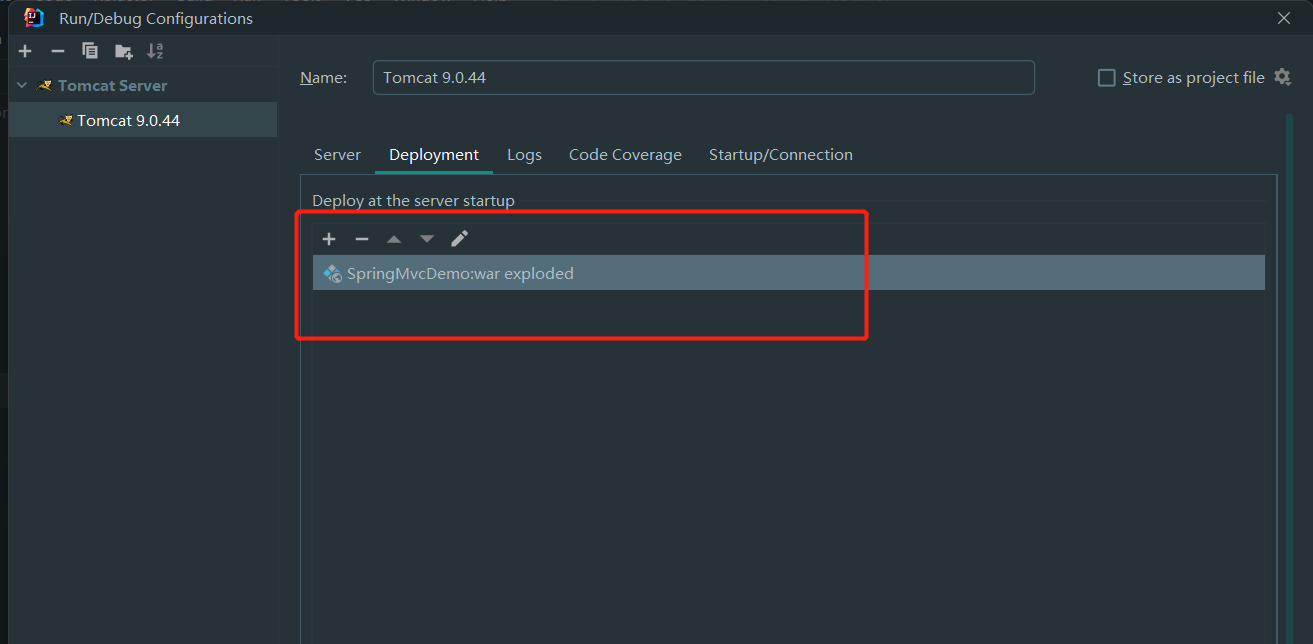 Run/Debug Configurations
Tomcat Server
Tomcat 9.0.44
Name:
Tomcat 9.0.44
Store as project file
Server Deployment Logs Code Coverage Startup/Connection
Deploy at the server startup
SpringMvcDemo:war exploded